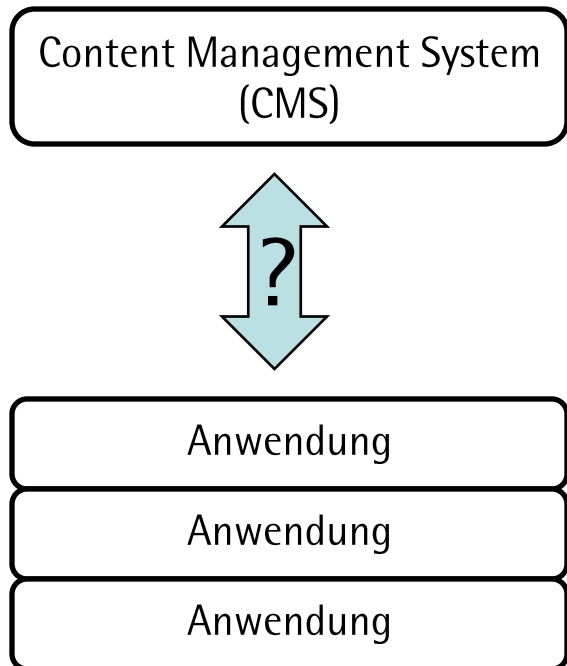 Content Management System
(CMS)
?
Anwendung
Anwendung
Anwendung